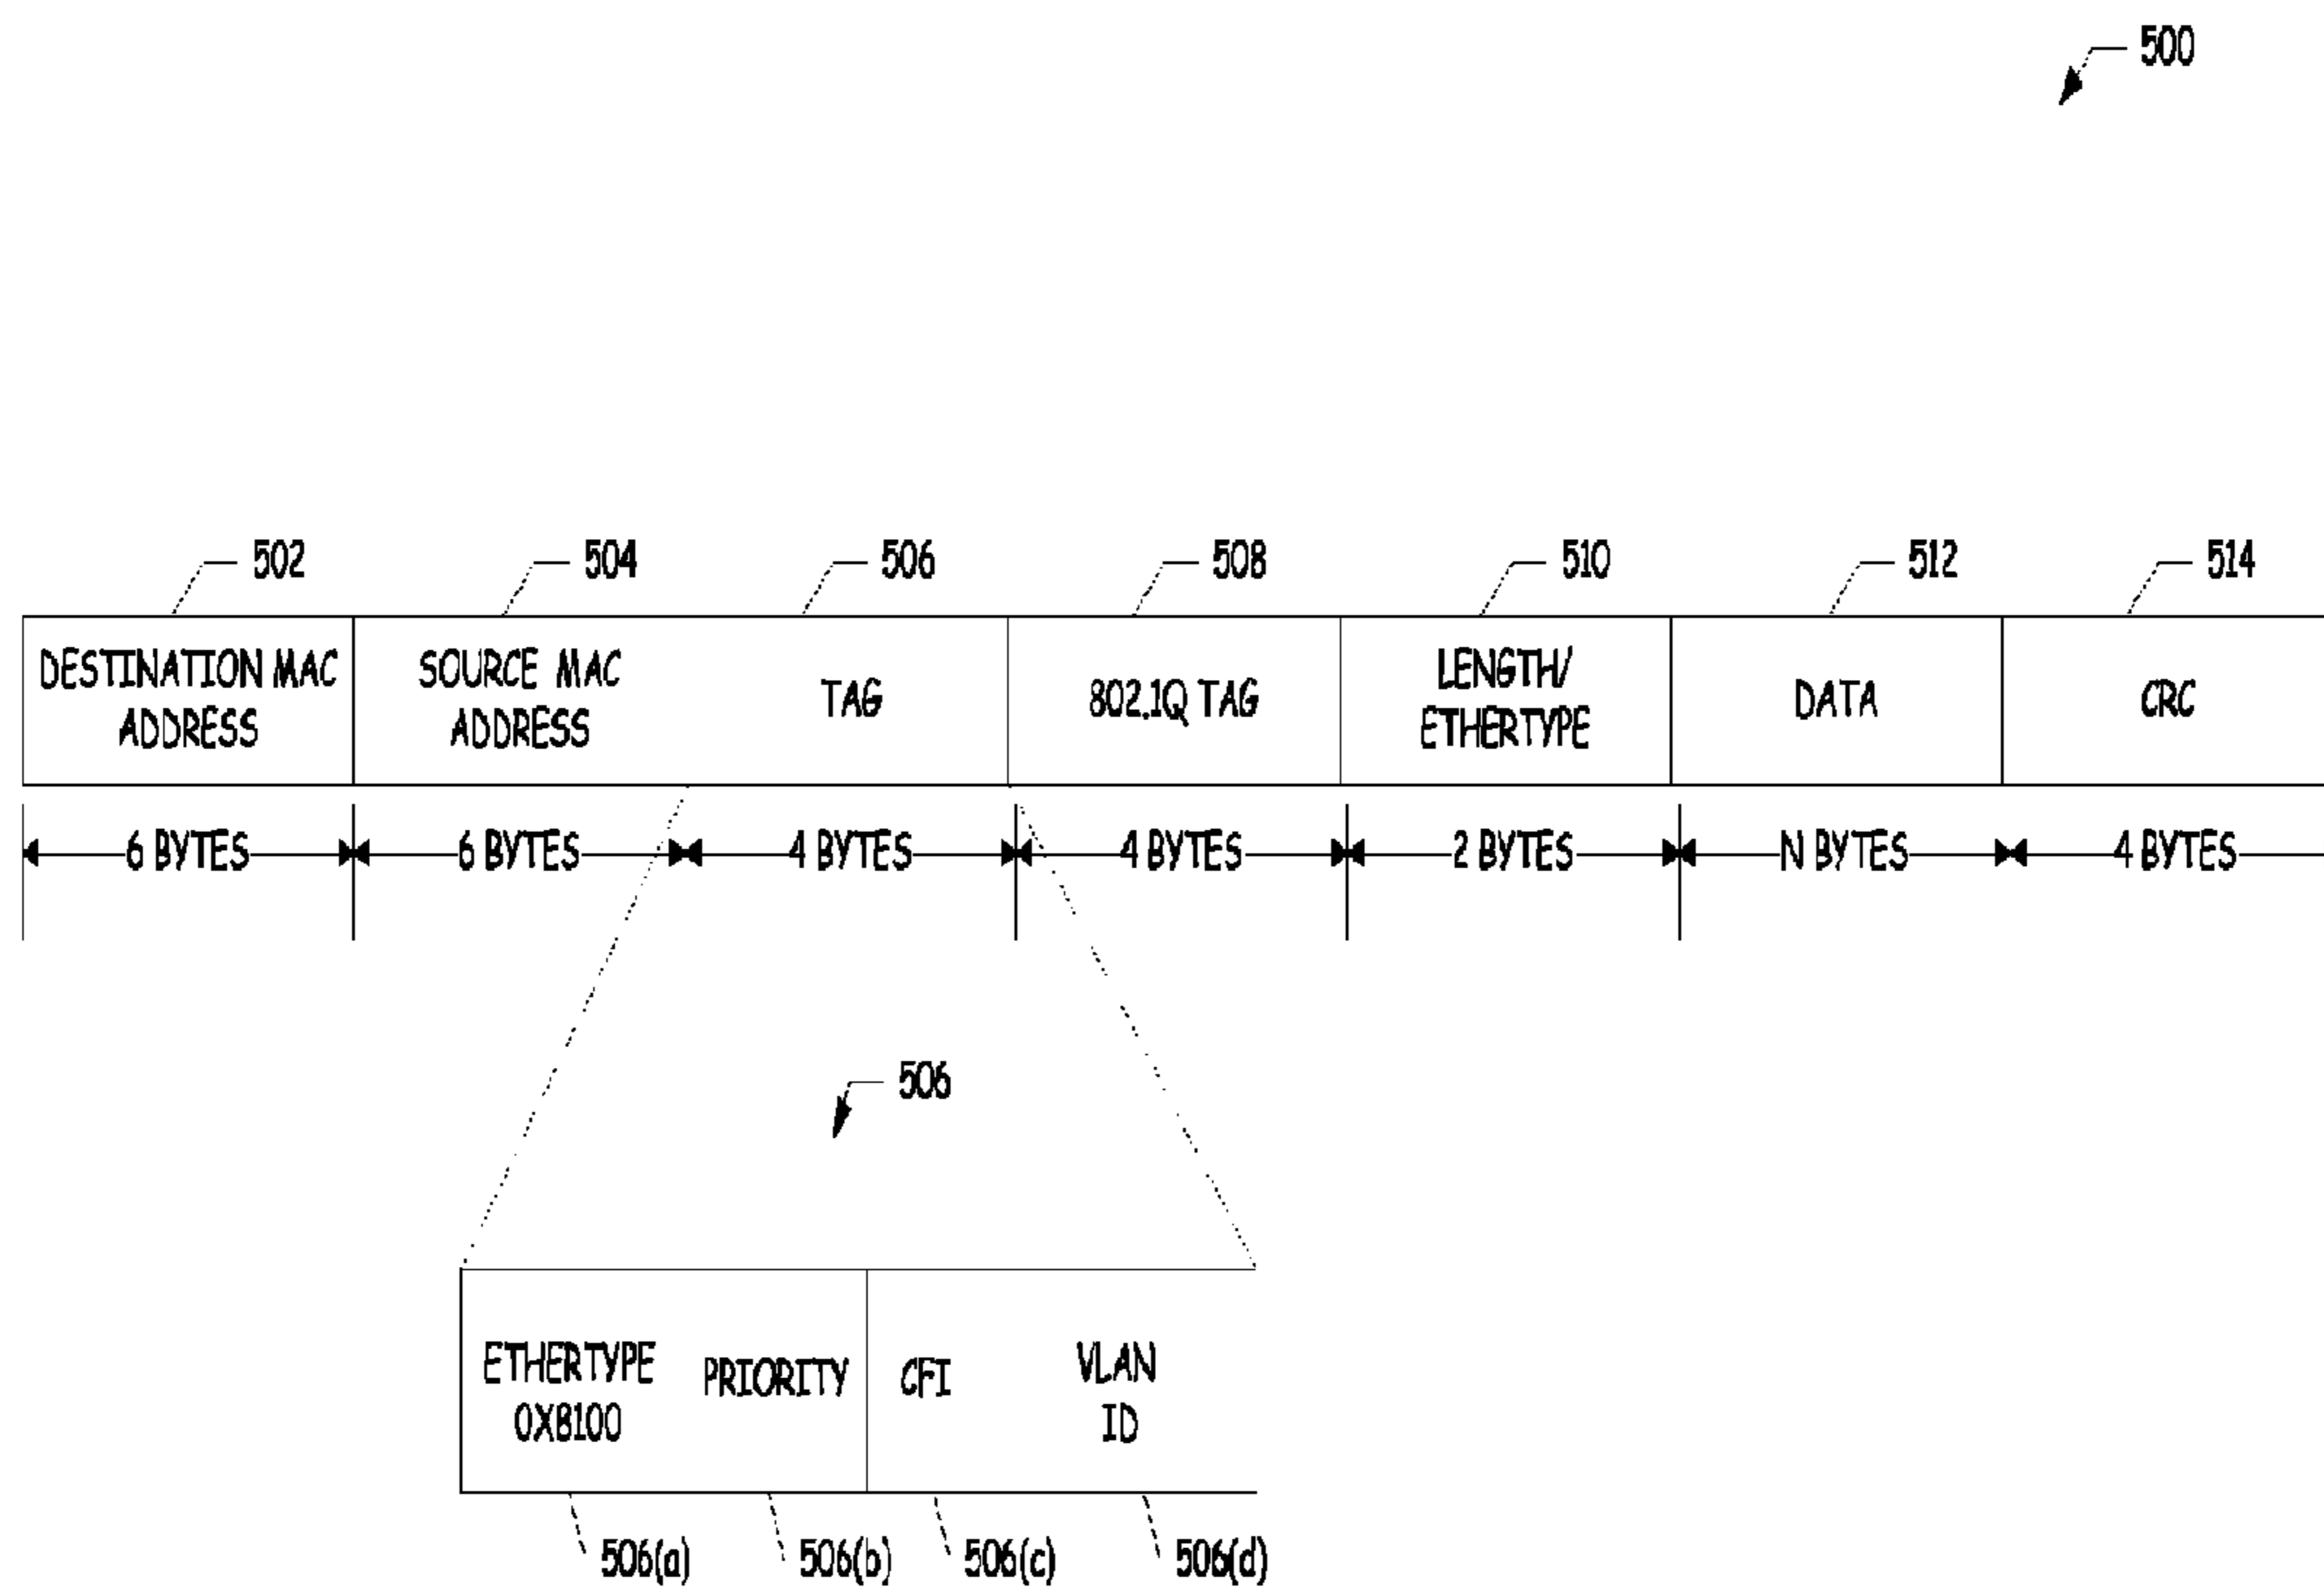 500
502
504
506
508
510
512
514
DESTINATION MAC
ADDRESS
SOURCE MAC
ADDRESS
TAG
802.1Q TAG
LENGTH/
ETHERTYPE
DATA
CRC
6 BYTES
6 BYTES
4 BYTES
4 BYTES
2 BYTES
N BYTES
4 BYTES
506
ETHERTYPE
0X8100
PRIORITY
CFI
VLAN
ID
506(a)
506(b)
506(c)
506(d)